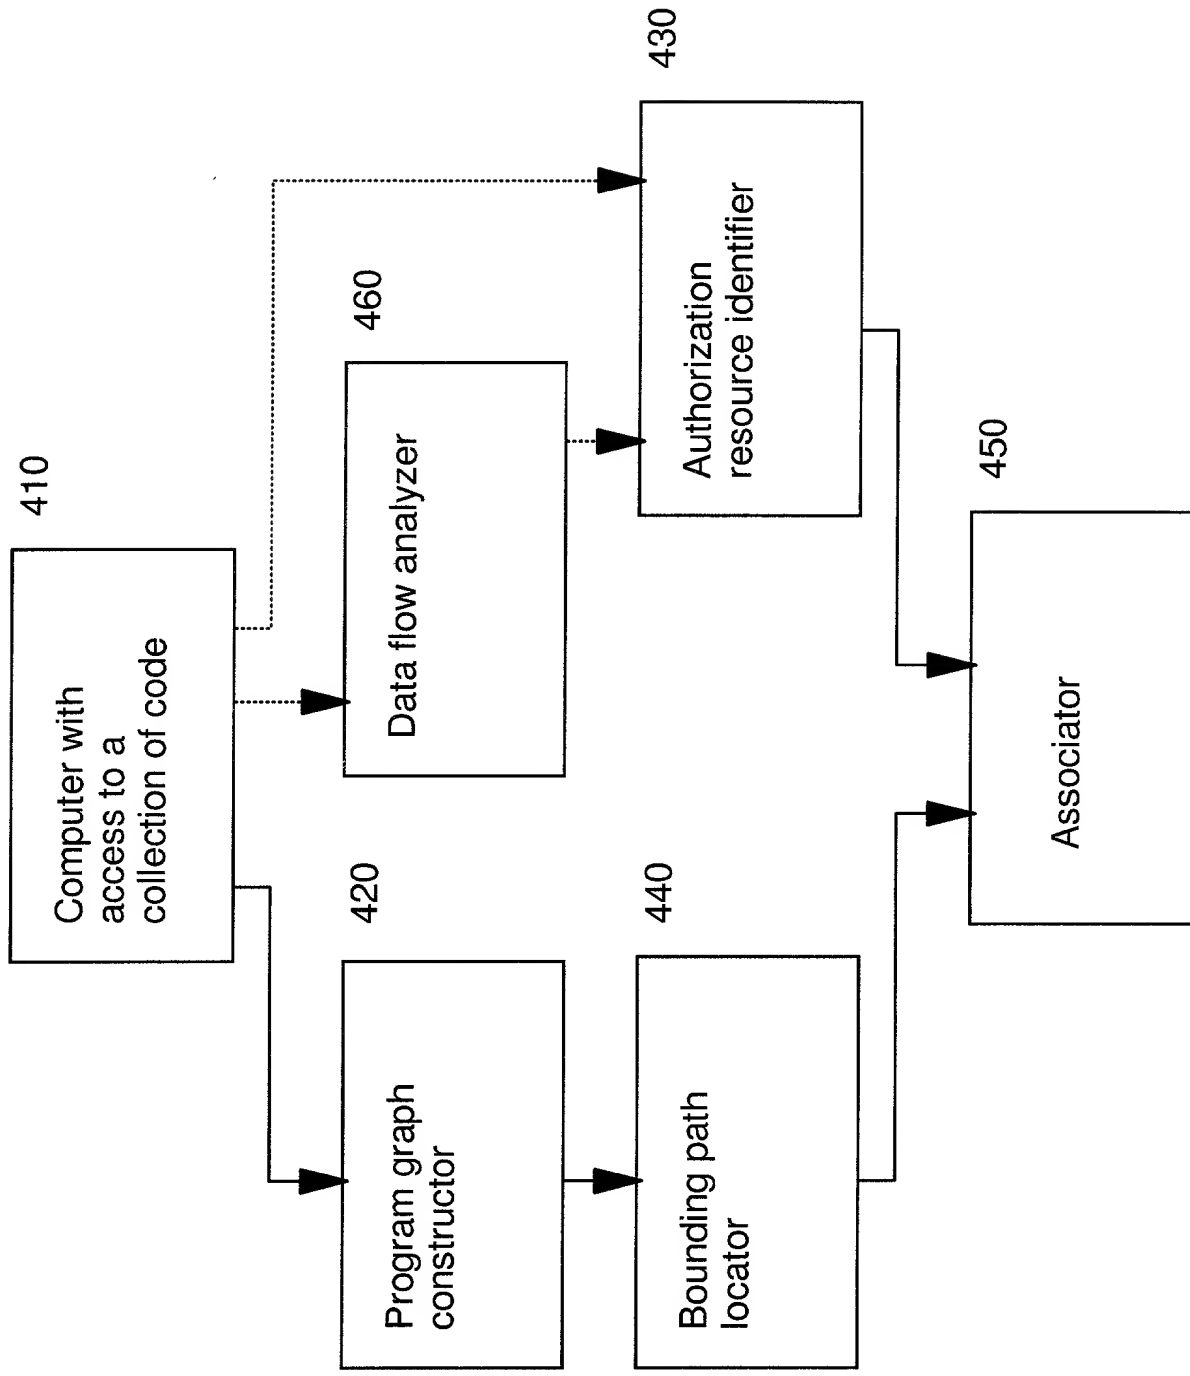 410
Computer with
access to a
collection of code
420
Program graph
constructor
460
Data flow analyzer
440
Bounding path
locator
430
Authorization
resource identifier
450
Associator